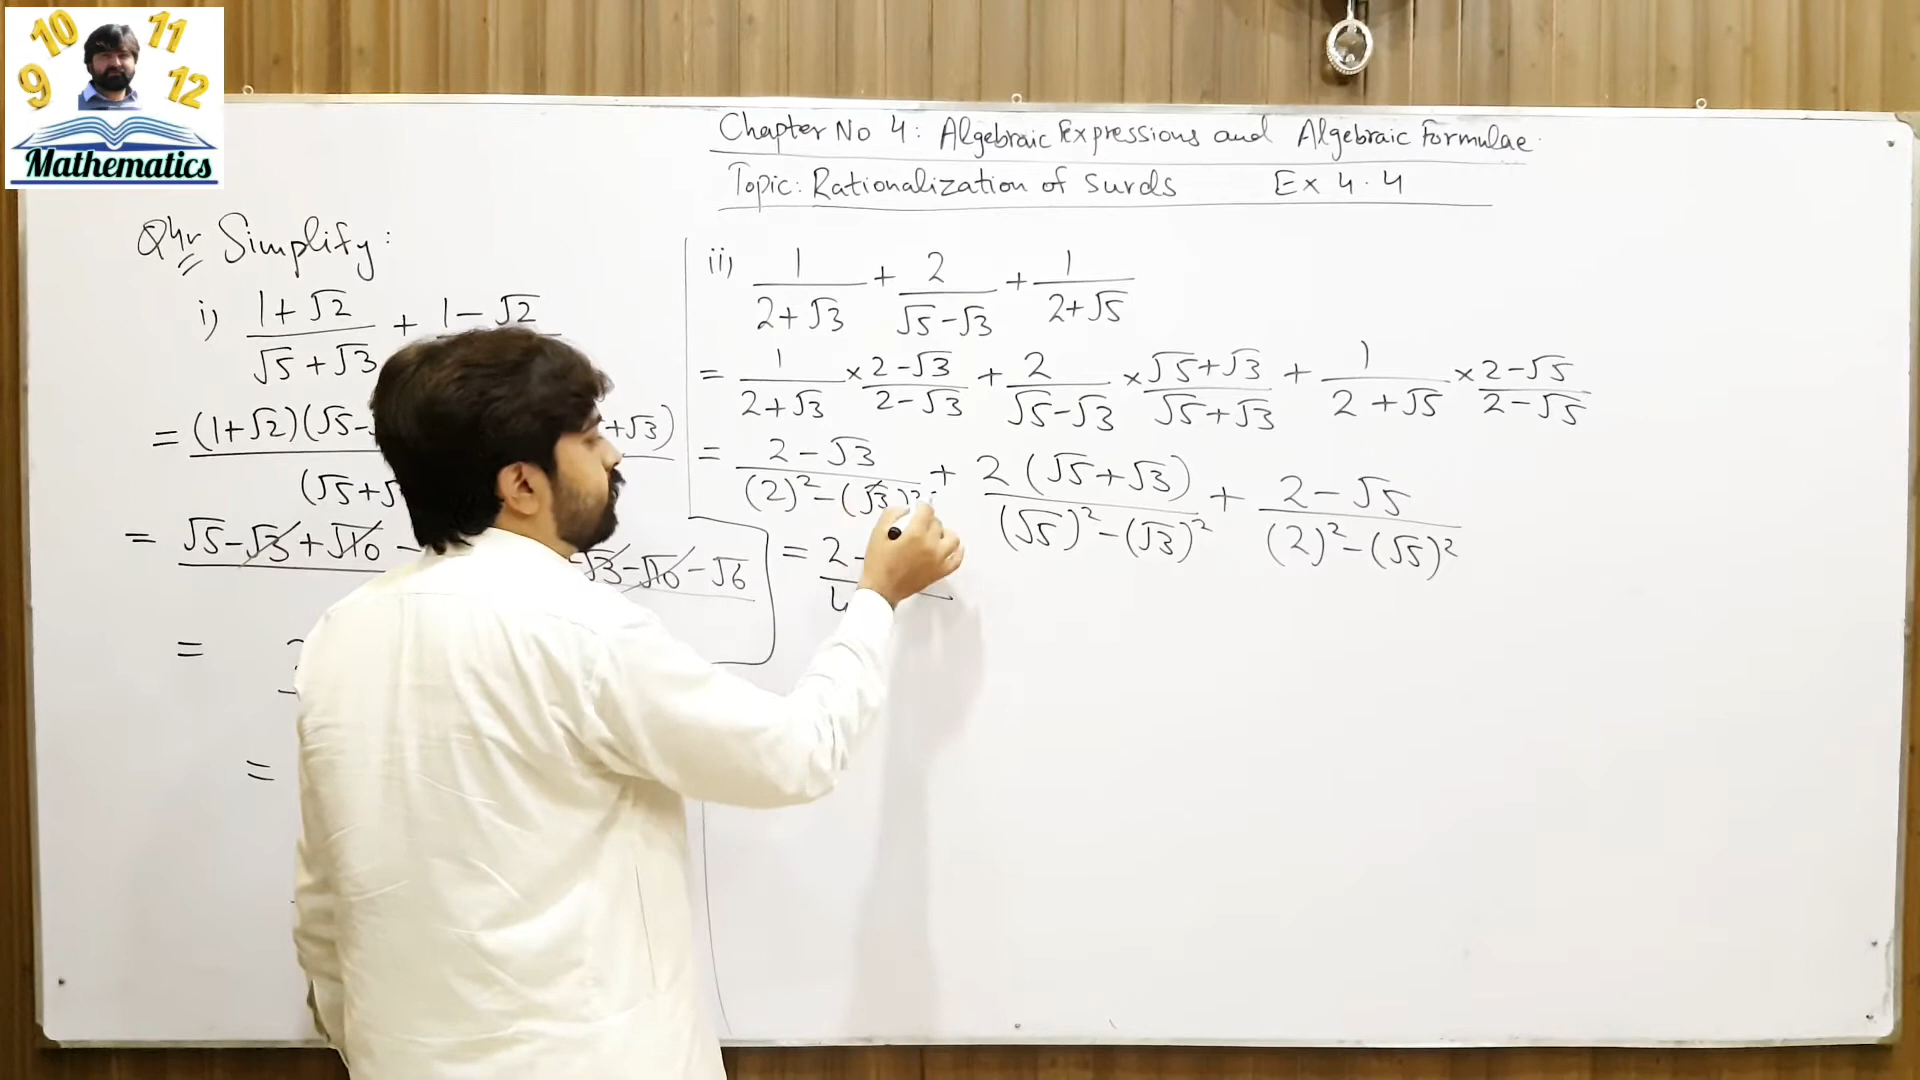 10 11
9 12
Mathematics
Chapter No 4: Algebraic Expressions and Algebraic Formulae.
Topic: Rationalization of Surds Ex 4.4
Q4 Simplify:
i) (1+√2)/(√5+√3) + (1-√2)/
= (1+√2)(√5- +√3)
(√5+√
= √5-√3+√10 - -√3-√10-√6
=
=
ii) 1/(2+√3) + 2/(√5-√3) + 1/(2+√5)
= 1/(2+√3) × (2-√3)/(2-√3) + 2/(√5-√3) × (√5+√3)/(√5+√3) + 1/(2+√5) × (2-√5)/(2-√5)
= (2-√3)/((2)²-(√3)²) + 2(√5+√3)/((√5)²-(√3)²) + (2-√5)/((2)²-(√5)²)
= 2-
4